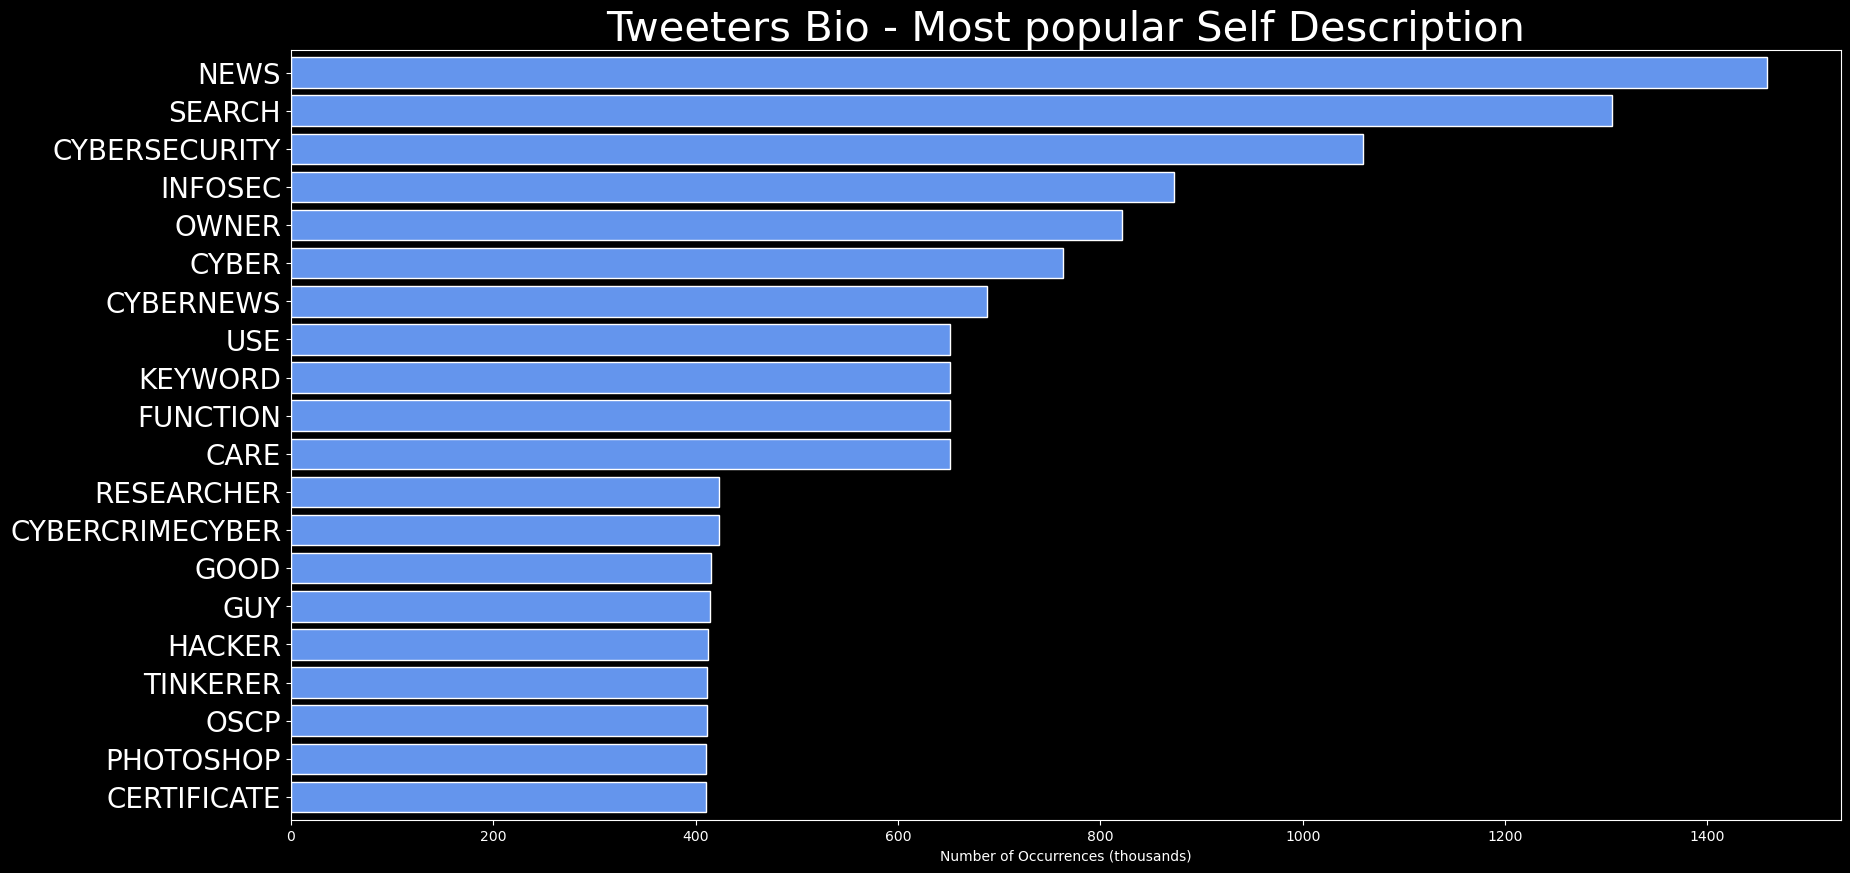 Tweeters Bio - Most popular Self Description
NEWS
SEARCH
CYBERSECURITY
INFOSEC
OWNER
CYBER
CYBERNEWS
USE
KEYWORD
FUNCTION
CARE
RESEARCHER
CYBERCRIMECYBER
GOOD
GUY
HACKER
TINKERER
OSCP
PHOTOSHOP
CERTIFICATE
0 200 400 600 800 1000 1200 1400
Number of Occurrences (thousands)